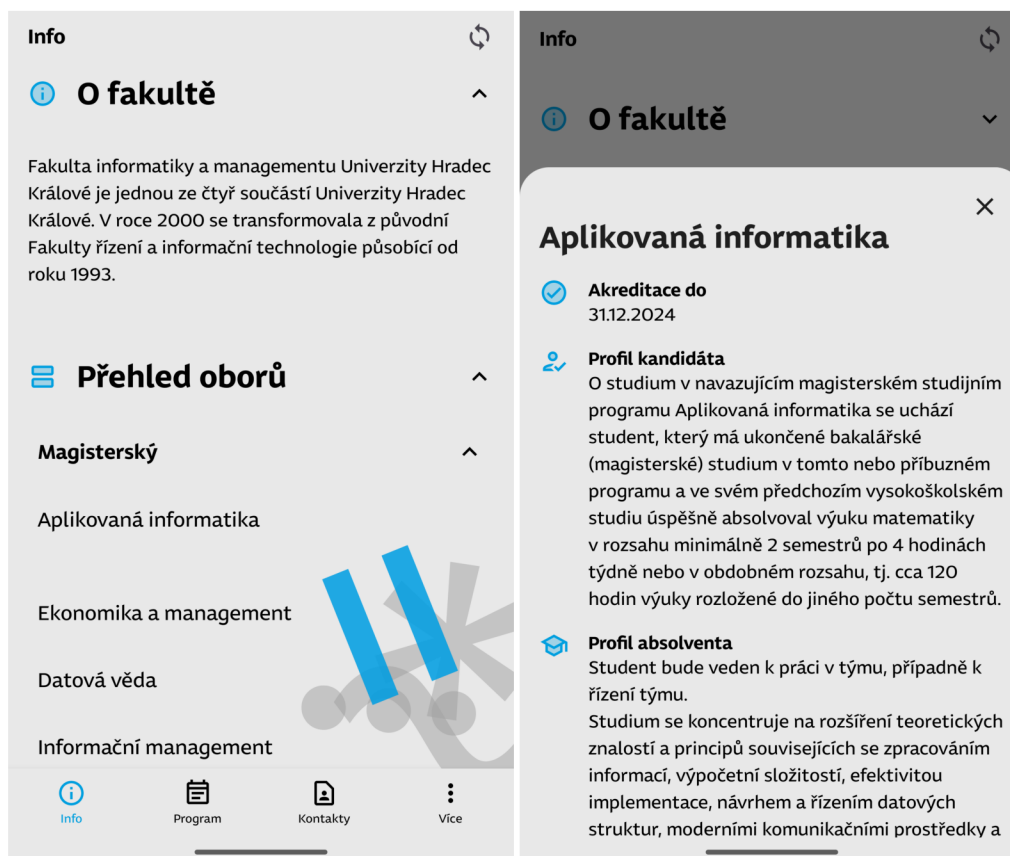 Info
O fakultě
Fakulta informatiky a managementu Univerzity Hradec
Králové je jednou ze čtyř součástí Univerzity Hradec
Králové. V roce 2000 se transformovala z původní
Fakulty řízení a informační technologie působící od
roku 1993.
Přehled oborů
Magisterský
Aplikovaná informatika
Ekonomika a management
Datová věda
Informační management
Info
Program
Kontakty
Více
Info
O fakultě
Aplikovaná informatika
Akreditace do
31.12.2024
Profil kandidáta
O studium v navazujícím magisterském studijním
programu Aplikovaná informatika se uchází
student, který má ukončené bakalářské
(magisterské) studium v tomto nebo příbuzném
programu a ve svém předchozím vysokoškolském
studiu úspěšně absolvoval výuku matematiky
v rozsahu minimálně 2 semestrů po 4 hodinách
týdně nebo v obdobném rozsahu, tj. cca 120
hodin výuky rozložené do jiného počtu semestrů.
Profil absolventa
Student bude veden k práci v týmu, případně k
řízení týmu.
Studium se koncentruje na rozšíření teoretických
znalostí a principů souvisejících se zpracováním
informací, výpočetní složitostí, efektivitou
implementace, návrhem a řízením datových
struktur, moderními komunikačními prostředky a